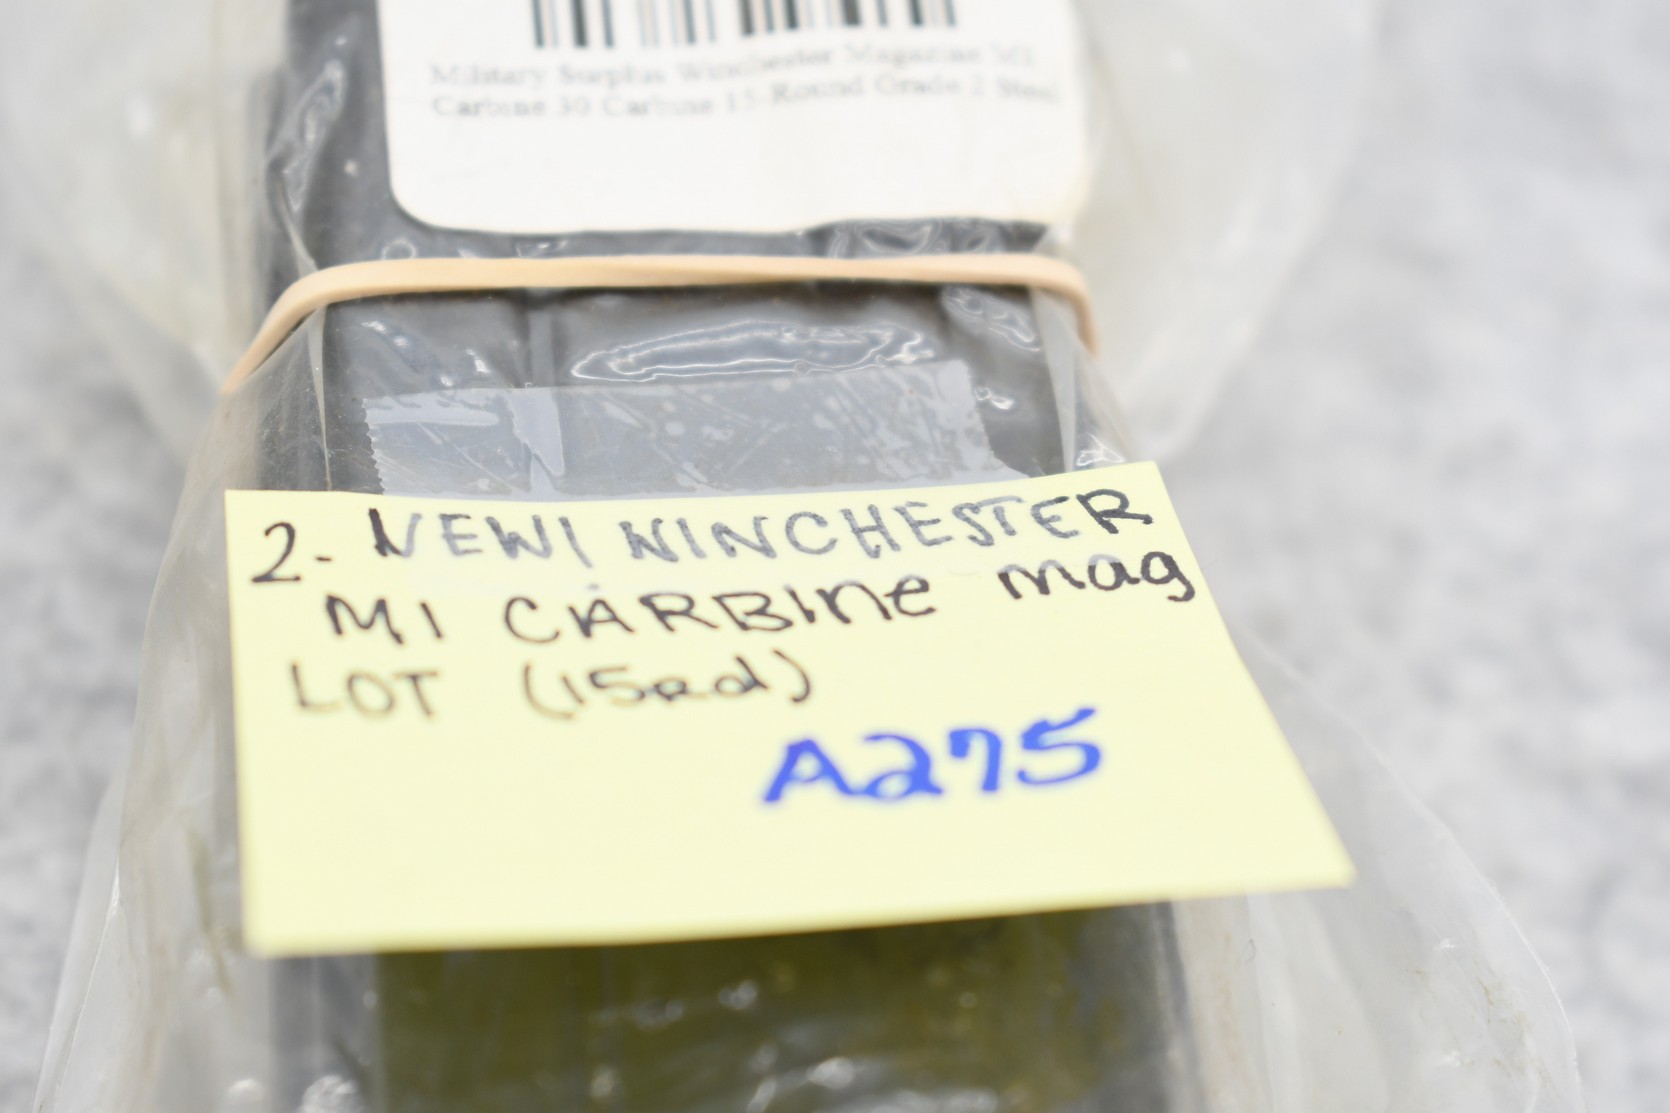 Military Surplus Winchester Magazine M1
Carbine 30 Carbine 15-Round Grade 2 Steel
2- NEW! WINCHESTER
M1 CARBINe mag
LOT (15Rd)
A275